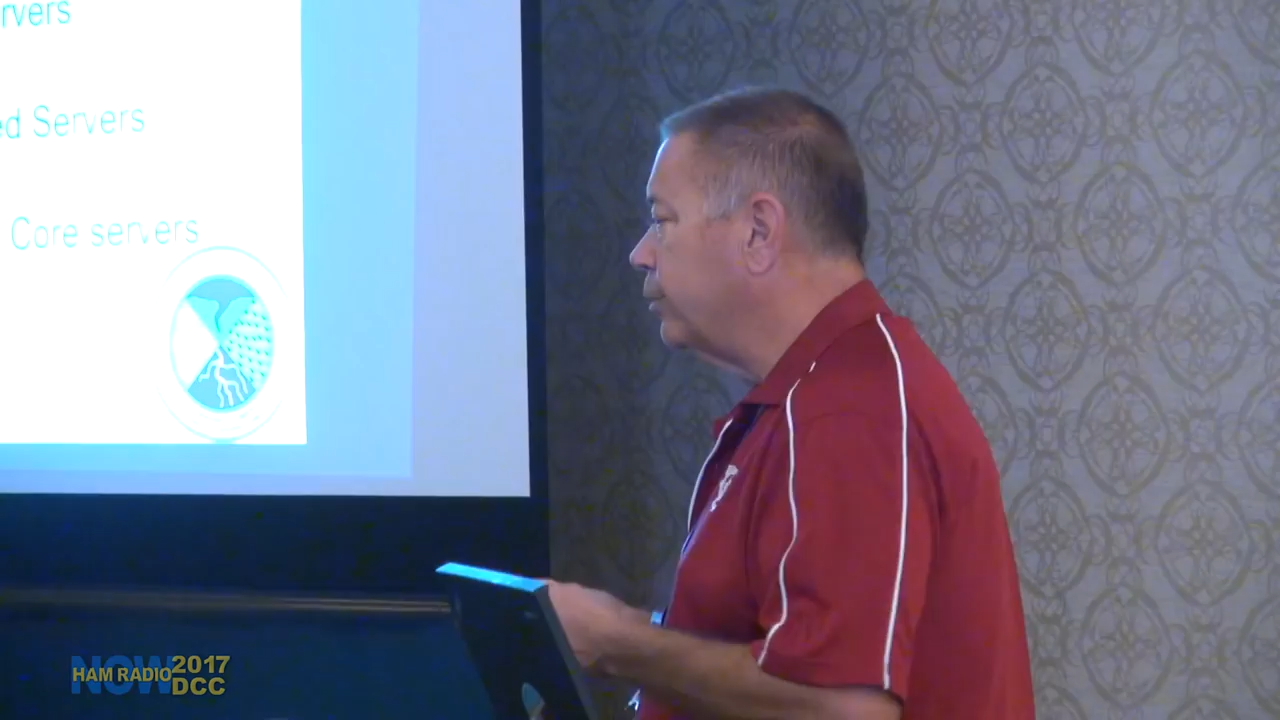 rvers
ed Servers
Core servers
NOW
HAM RADIO
2017
DCC